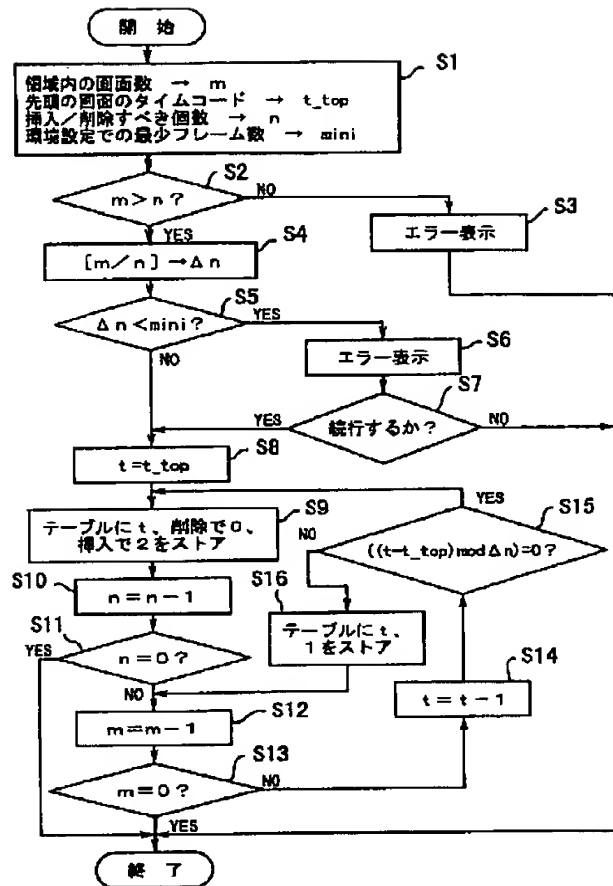 開 始
S1
領域内の画面数 → m
先頭の画面のタイムコード → t_top
挿入／削除すべき個数 → n
環境設定での最少フレーム数 → mini
S2
m＞n？
NO
YES
S3
エラー表示
S4
[m／n]→Δn
S5
Δn＜mini？
YES
NO
S6
エラー表示
S7
続行するか？
YES
NO
S8
t=t_top
S9
テーブルにt、削除で0、
挿入で2をストア
S15
((t-t_top)modΔn)=0？
YES
NO
S10
n=n-1
S16
テーブルにt、
1をストア
S11
n=0？
YES
NO
S14
t=t-1
S12
m=m-1
S13
m=0？
NO
YES
終 了